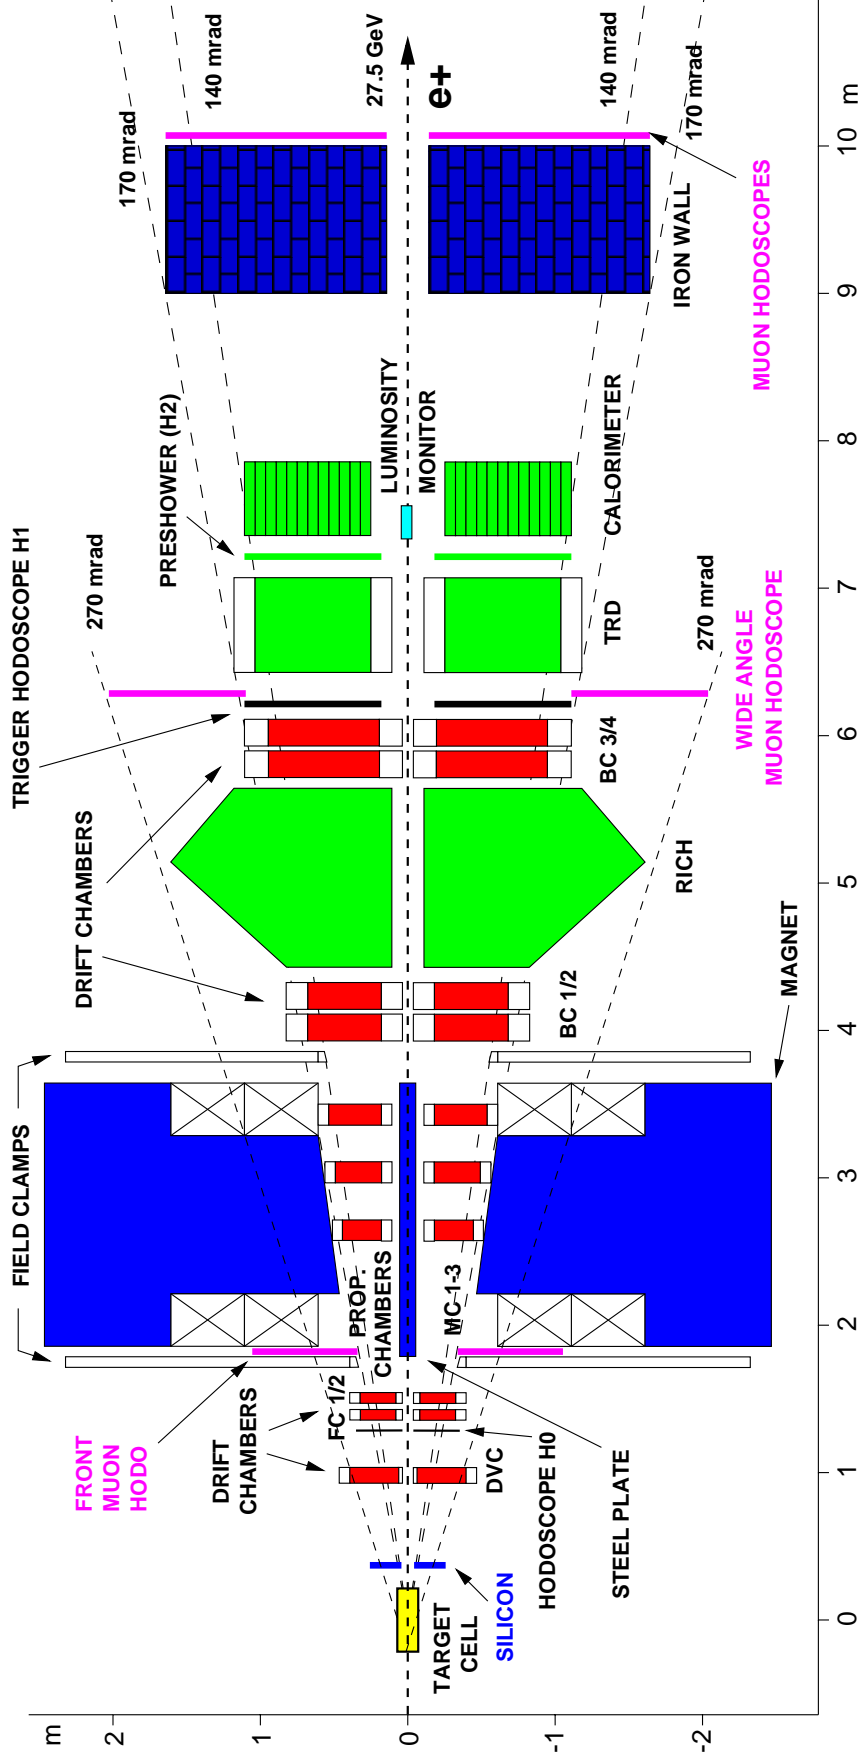 FIELD CLAMPS
DRIFT CHAMBERS
TRIGGER HODOSCOPE H1
270 mrad
PRESHOWER (H2)
170 mrad
140 mrad
27.5 GeV
e+
FRONT
MUON
HODO
DRIFT
CHAMBERS
FC 1/2
PROP.
CHAMBERS
LUMINOSITY
MONITOR
TARGET
CELL
SILICON
DVC
HODOSCOPE H0
STEEL PLATE
MC 1-3
BC 1/2
BC 3/4
RICH
TRD
CALORIMETER
IRON WALL
MAGNET
WIDE ANGLE
MUON HODOSCOPE
270 mrad
MUON HODOSCOPES
140 mrad
170 mrad
m
2
1
0
-1
-2
0
1
2
3
4
5
6
7
8
9
10
m